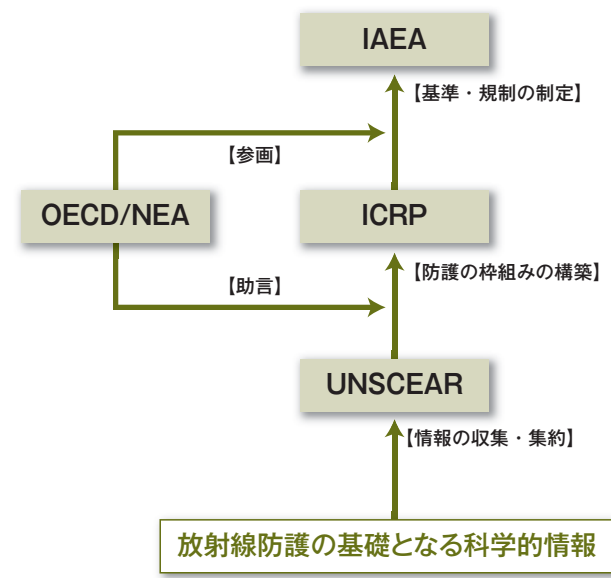 IAEA
【基準・規制の制定】
【参画】
OECD/NEA
ICRP
【助言】
【防護の枠組みの構築】
UNSCEAR
【情報の収集・集約】
放射線防護の基礎となる科学的情報